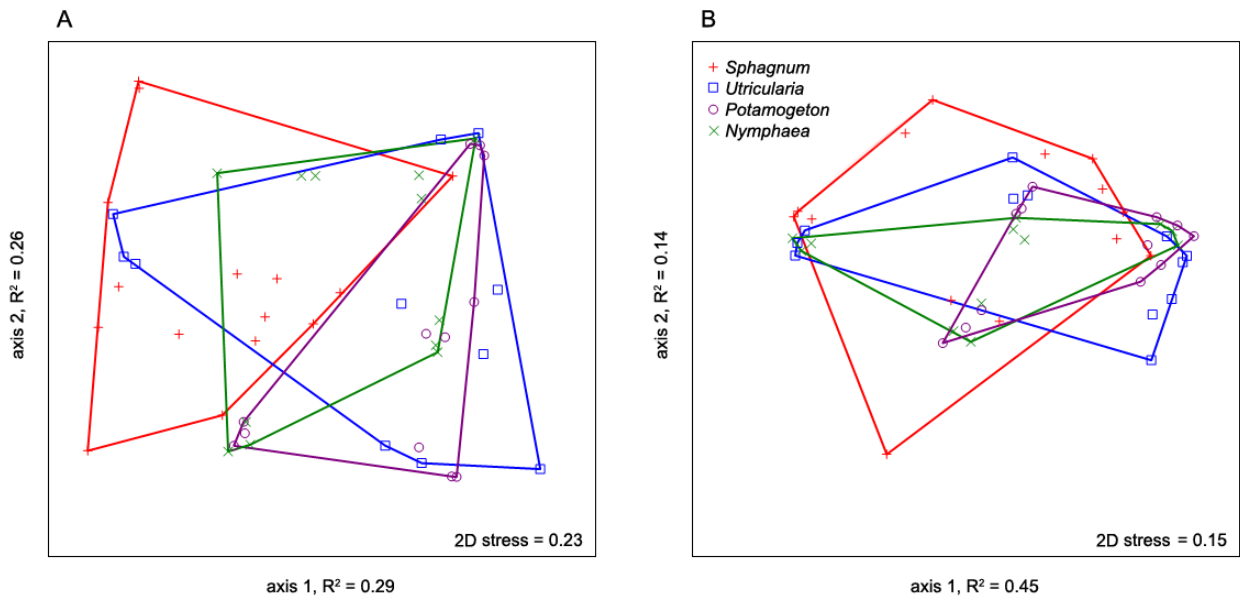 A
axis 2, R² = 0.26
2D stress = 0.23
axis 1, R² = 0.29
B
Sphagnum
Utricularia
Potamogeton
Nymphaea
axis 2, R² = 0.14
2D stress = 0.15
axis 1, R² = 0.45